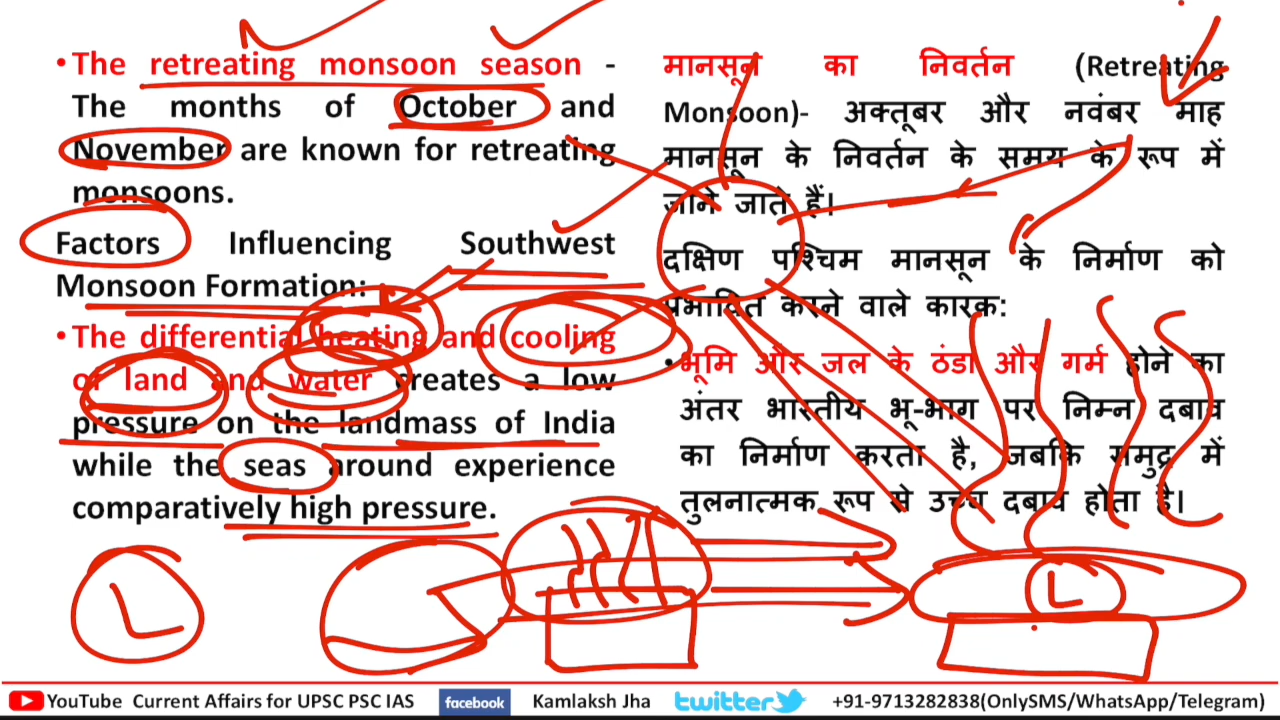 •The retreating monsoon season -
The months of October and
November are known for retreating
monsoons.
Factors Influencing Southwest
Monsoon Formation:
•The differential heating and cooling
of land and water creates a low
pressure on the landmass of India
while the seas around experience
comparatively high pressure.
L
मानसून का निवर्तन (Retreating
Monsoon)- अक्तूबर और नवंबर माह
मानसून के निवर्तन के समय के रूप में
जाने जाते हैं।
दक्षिण पश्चिम मानसून के निर्माण को
प्रभावित करने वाले कारक:
•भूमि और जल के ठंडा और गर्म होने का
अंतर भारतीय भू-भाग पर निम्न दबाव
का निर्माण करता है, जबकि समुद्र में
तुलनात्मक रूप से उच्च दबाव होता है।
L
YouTube Current Affairs for UPSC PSC IAS facebook Kamlaksh Jha twitter +91-9713282838(OnlySMS/WhatsApp/Telegram)